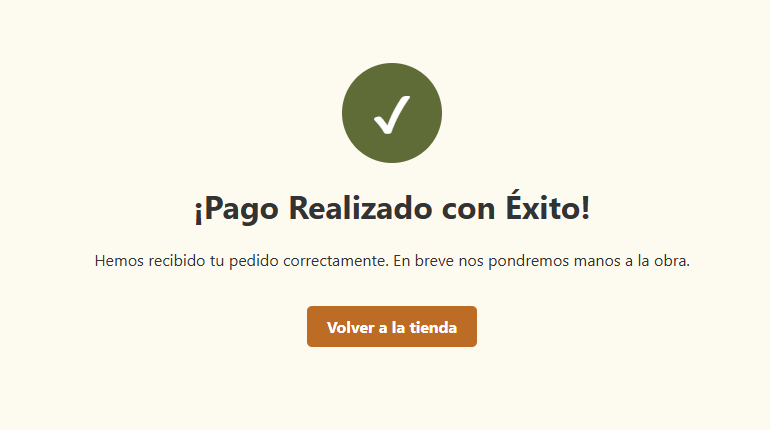 ¡Pago Realizado con Éxito!
Hemos recibido tu pedido correctamente. En breve nos pondremos manos a la obra.
Volver a la tienda